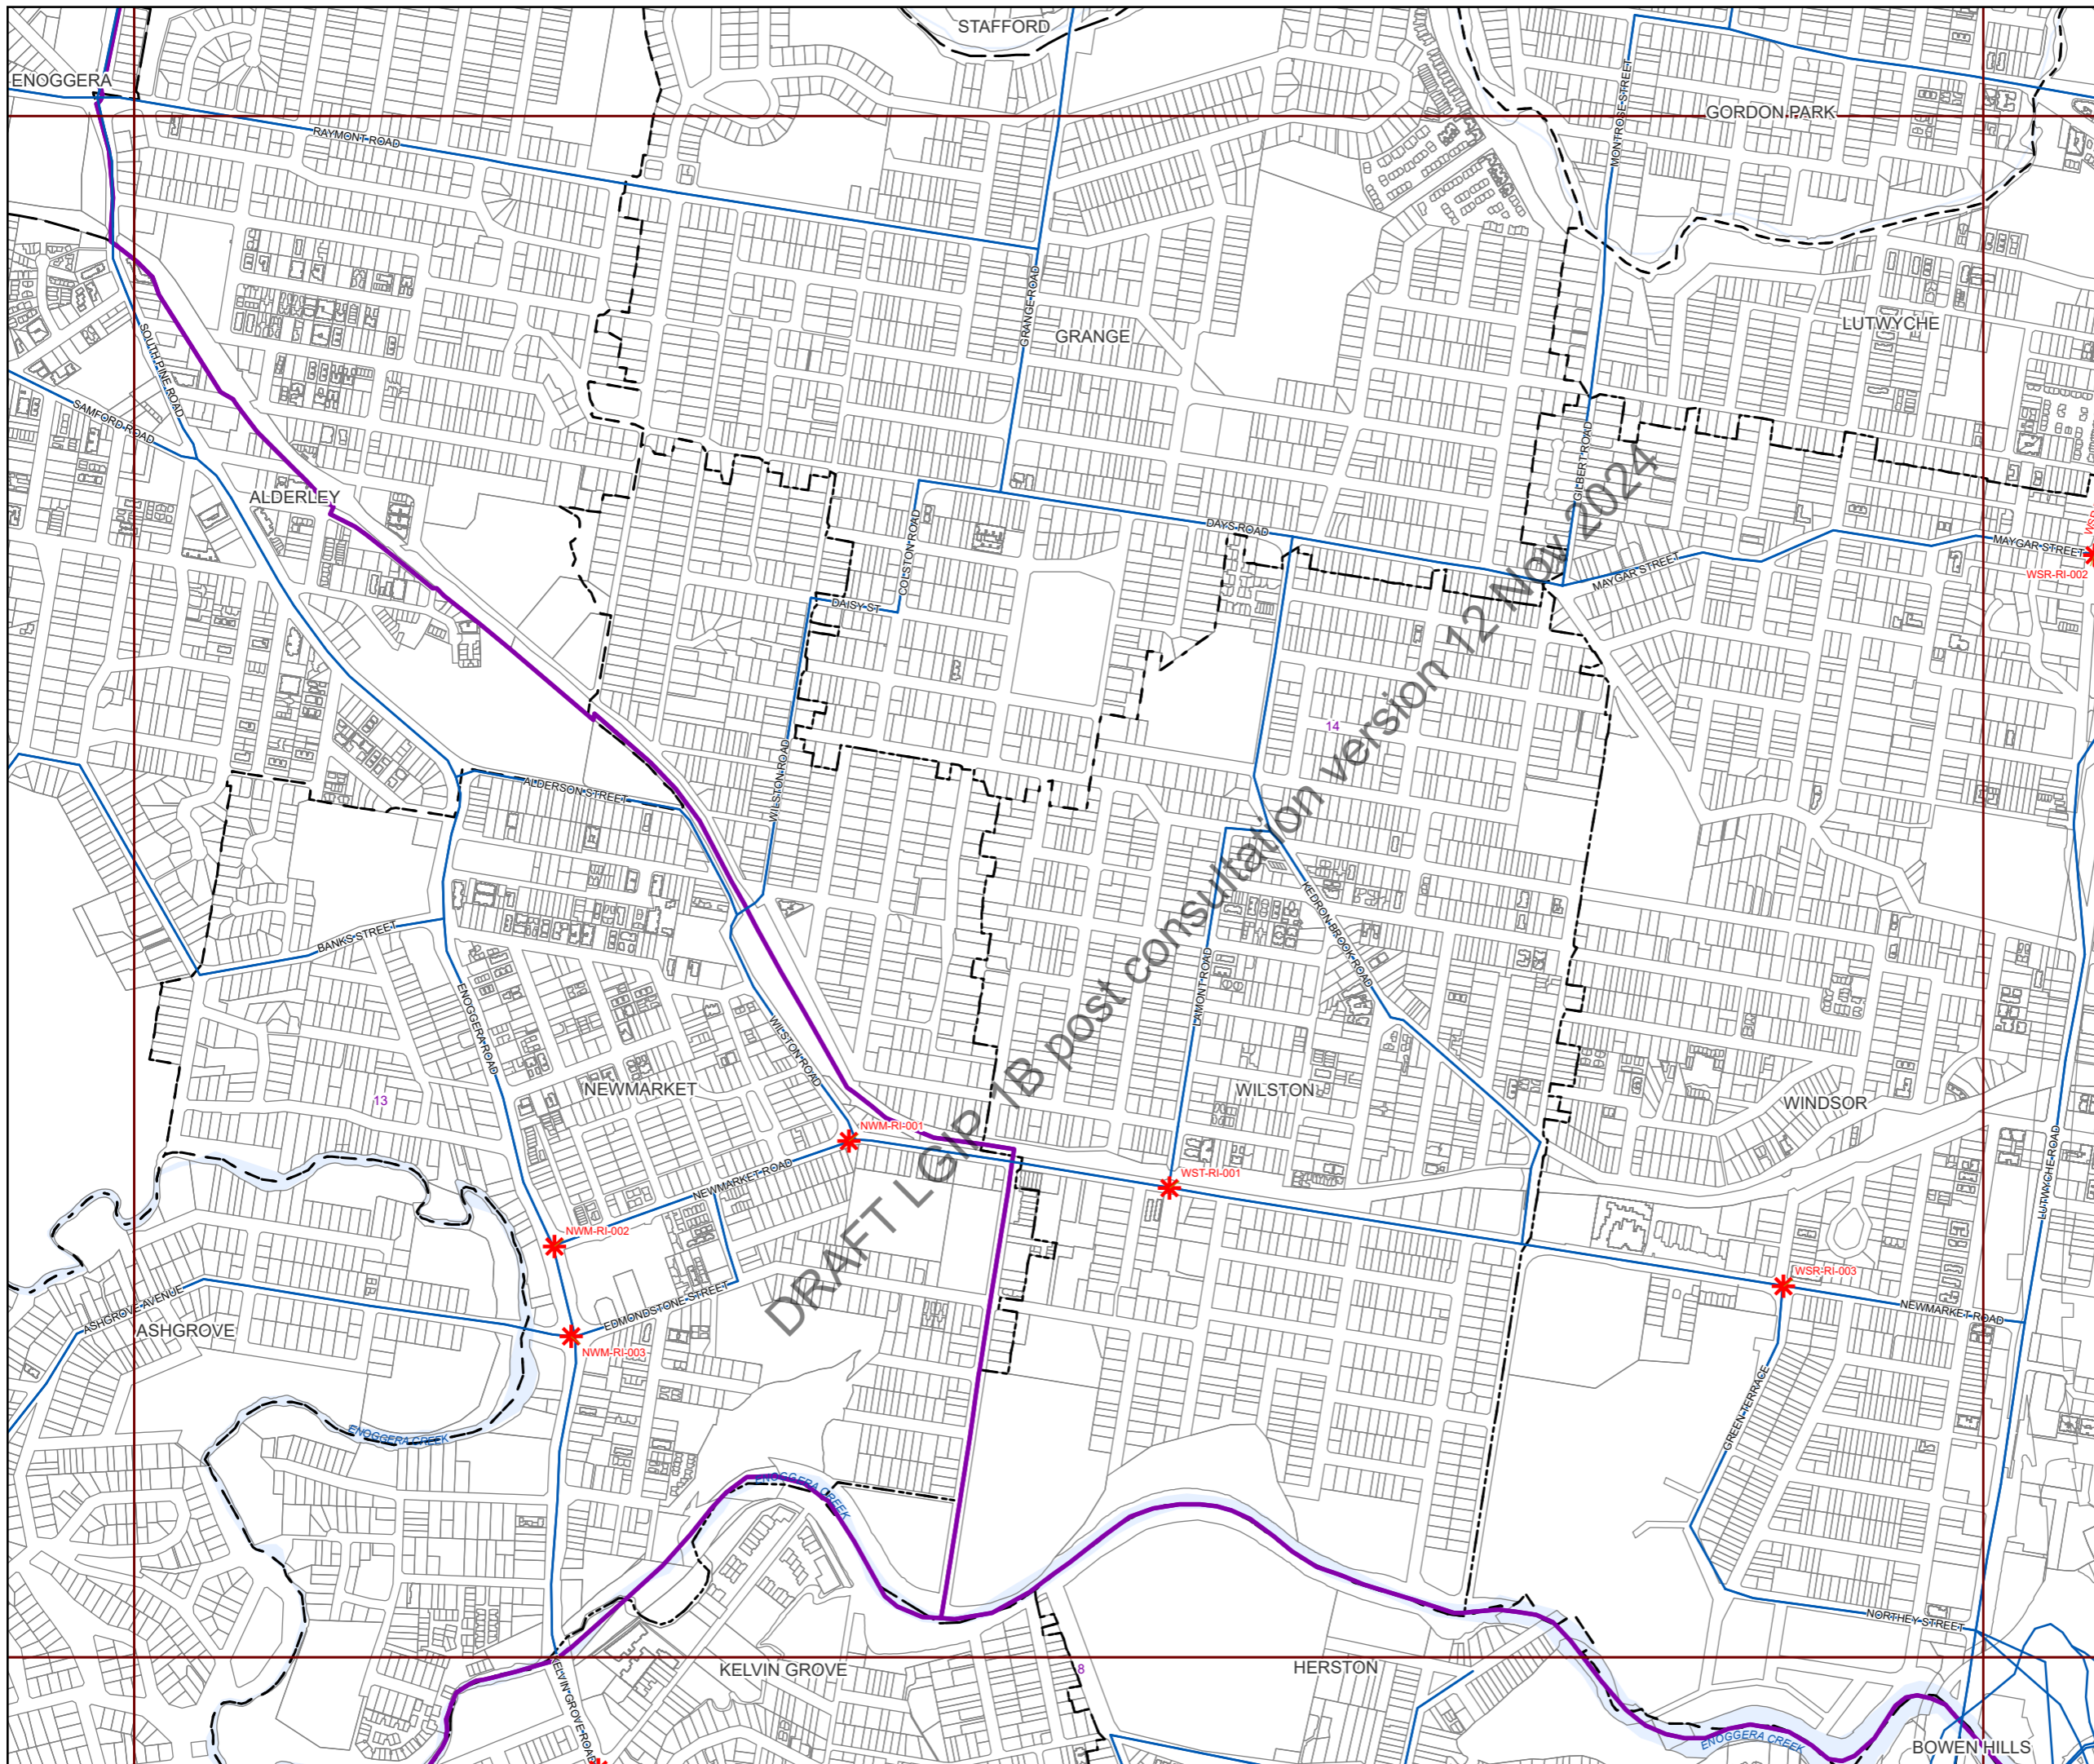 STAFFORD
ENOGGERA
GORDON PARK
RAYMONT ROAD
MONTROSE STREET
LUTWYCHE
GRANGE ROAD
GRANGE
SOUTH PINE ROAD
SAMFORD ROAD
GILBERT ROAD
ALDERLEY
DAYS ROAD
COLSTON ROAD
MAYGAR STREET
MAYGAR STREET
WSR-RI-002
DAISY ST
14
ALDERSON STREET
WILSTON ROAD
KEDRON BROOK ROAD
BANKS STREET
LAMONT ROAD
ENOGGERA ROAD
WILSTON ROAD
NEWMARKET
WILSTON
WINDSOR
13
NWM-RI-001
WST-RI-001
NEWMARKET ROAD
LUTWYCHE ROAD
NWM-RI-002
WSR-RI-003
NEWMARKET ROAD
ASHGROVE AVENUE
EDMONDSTONE STREET
ASHGROVE
NWM-RI-003
GREEN TERRACE
ENOGGERA CREEK
ENOGGERA CREEK
NORTHEY STREET
KELVIN GROVE
8
HERSTON
KELVIN GROVE ROAD
ENOGGERA CREEK
BOWEN HILLS
DRAFT LGIP 1B post consultation version 12 Nov 2024